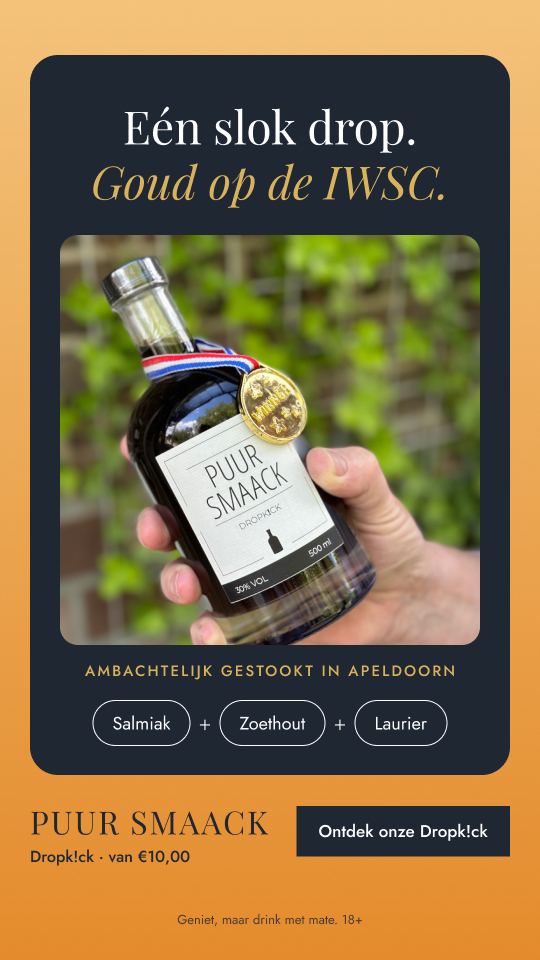 Eén slok drop.
Goud op de IWSC.
WINNER
PUUR
SMAACK
DROPK!CK
30% VOL
500 ml
AMBACHTELIJK GESTOOKT IN APELDOORN
Salmiak + Zoethout + Laurier
PUUR SMAACK
Dropk!ck · van €10,00
Ontdek onze Dropk!ck
Geniet, maar drink met mate. 18+